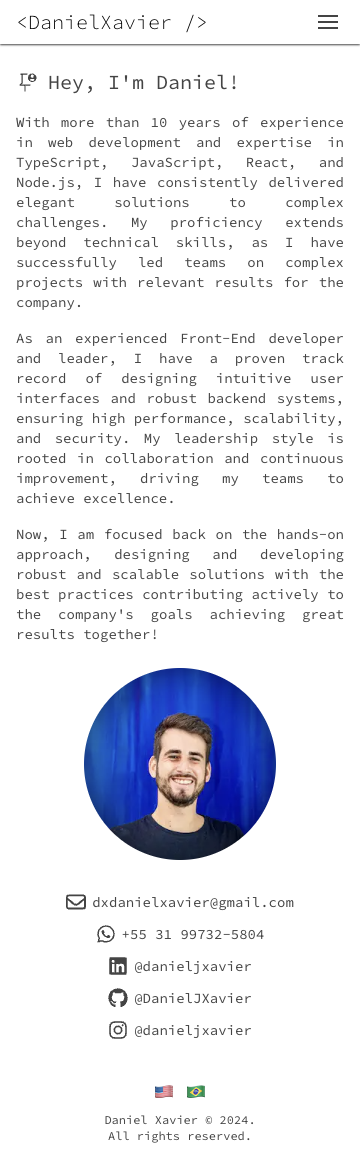 <DanielXavier />
Hey, I'm Daniel!
With more than 10 years of experience
in web development and expertise in
TypeScript, JavaScript, React, and
Node.js, I have consistently delivered
elegant solutions to complex
challenges. My proficiency extends
beyond technical skills, as I have
successfully led teams on complex
projects with relevant results for the
company.
As an experienced Front-End developer
and leader, I have a proven track
record of designing intuitive user
interfaces and robust backend systems,
ensuring high performance, scalability,
and security. My leadership style is
rooted in collaboration and continuous
improvement, driving my teams to
achieve excellence.
Now, I am focused back on the hands-on
approach, designing and developing
robust and scalable solutions with the
best practices contributing actively to
the company's goals achieving great
results together!
dxdanielxavier@gmail.com
+55 31 99732-5804
@danieljxavier
@DanielJXavier
@danieljxavier
Daniel Xavier © 2024.
All rights reserved.